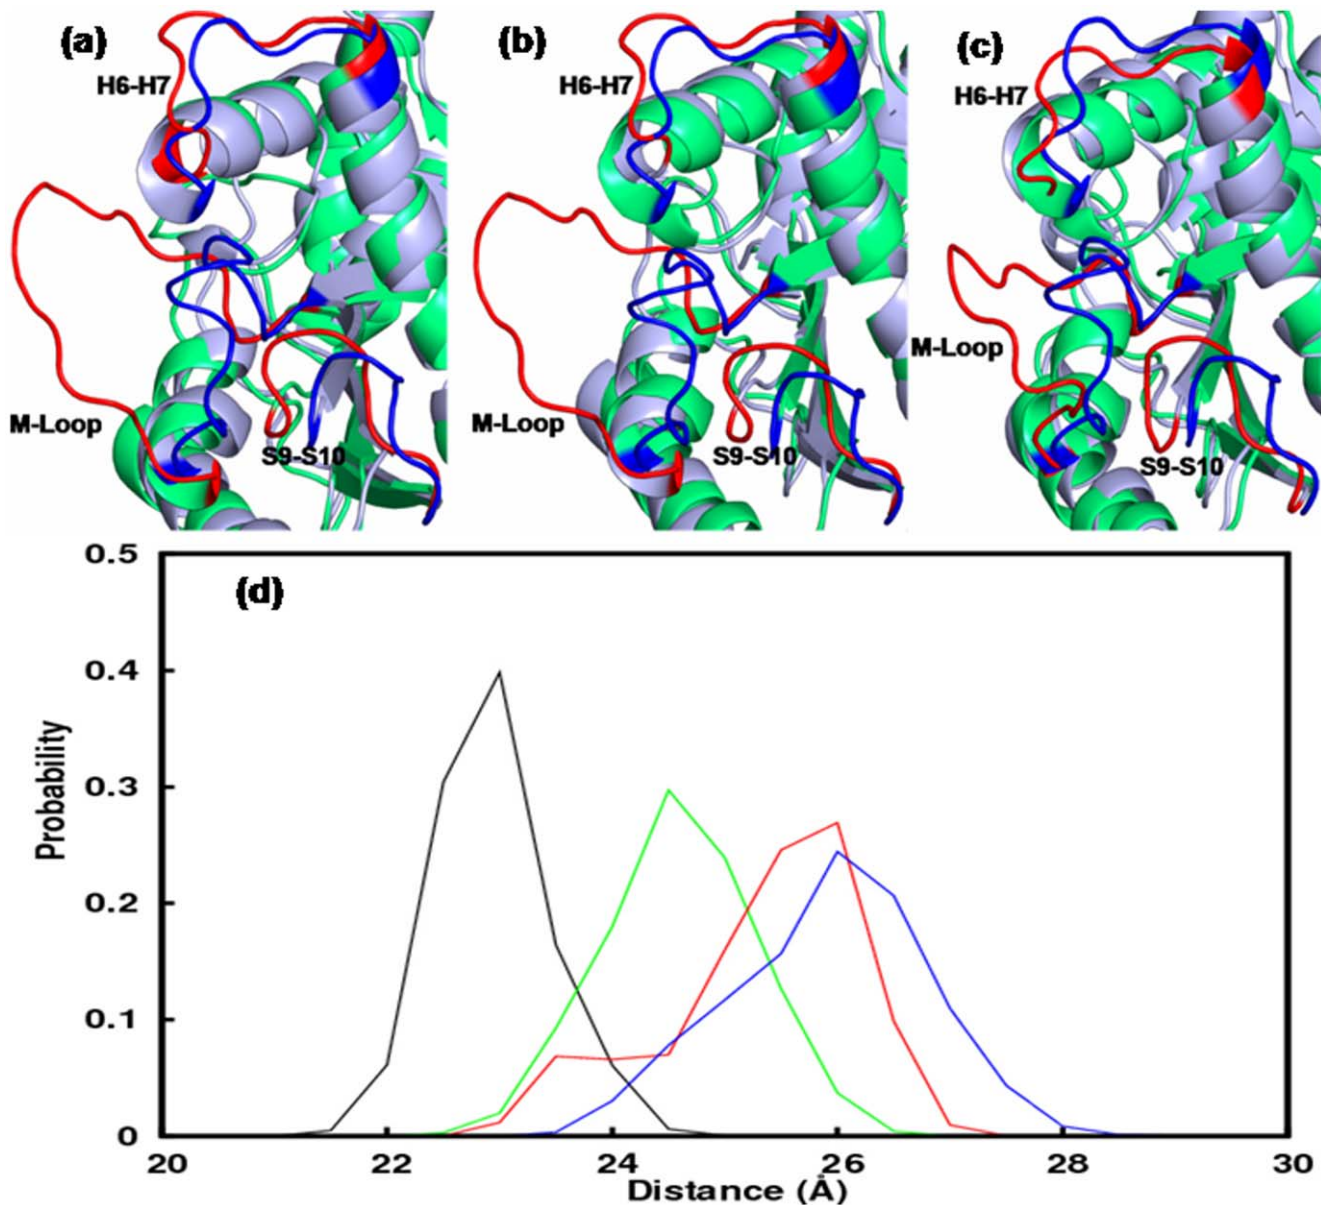 (a) (b) (c)
H6-H7 H6-H7 H6-H7
M-Loop M-Loop M-Loop
S9-S10 S9-S10 S9-S10
(d)
0.5
0.4
0.3
0.2
0.1
0
Probability
20 22 24 26 28 30
Distance (Å)